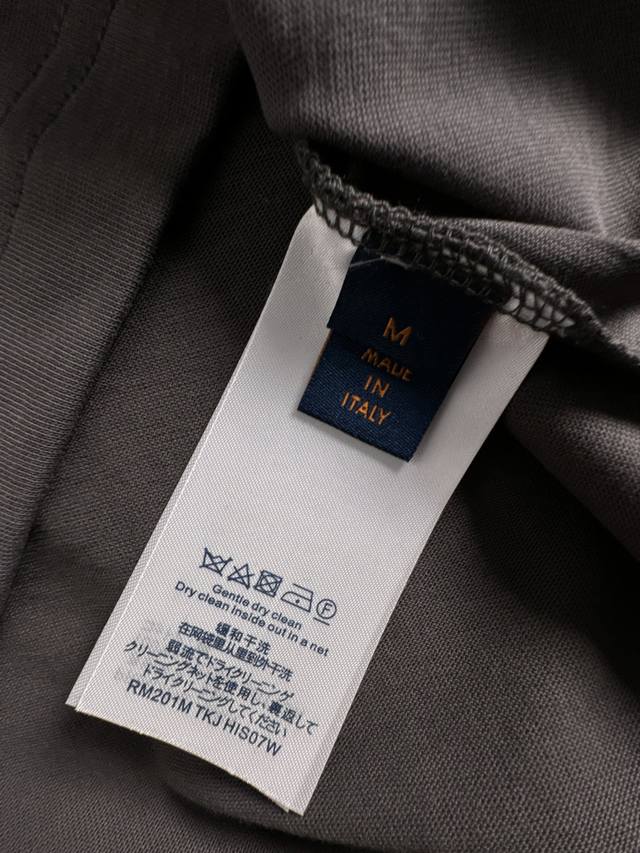 M
MADE
IN
ITALY
Gentle dry clean
Dry clean inside out in a net
缓和干洗
在网袋里从里到外干洗
弱流でドライクリーニング
クリーニングネットを使用し、裏返して
ドライクリーニングしてください
RM201M TKJ HIS07W